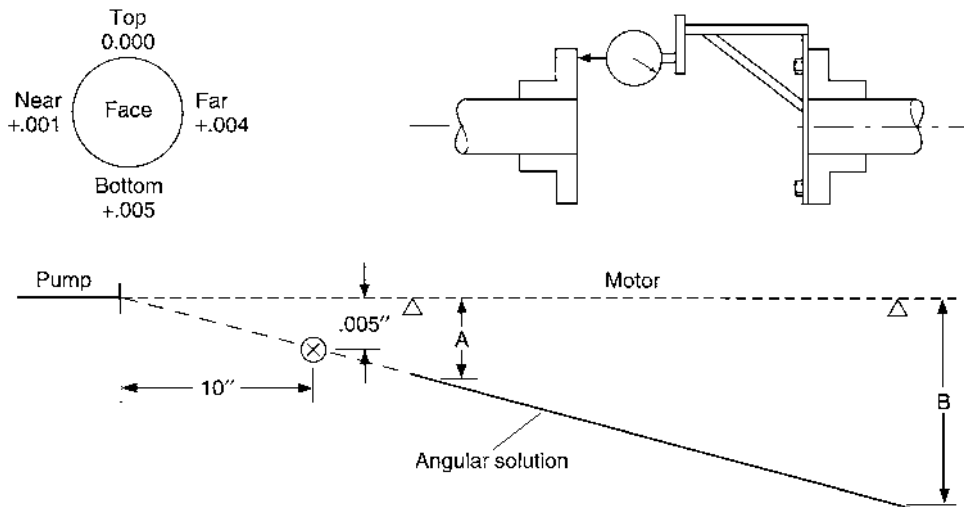 Top
0.000
Near
+.001
Face
Far
+.004
Bottom
+.005
Pump
Motor
.005″
A
10″
B
Angular solution